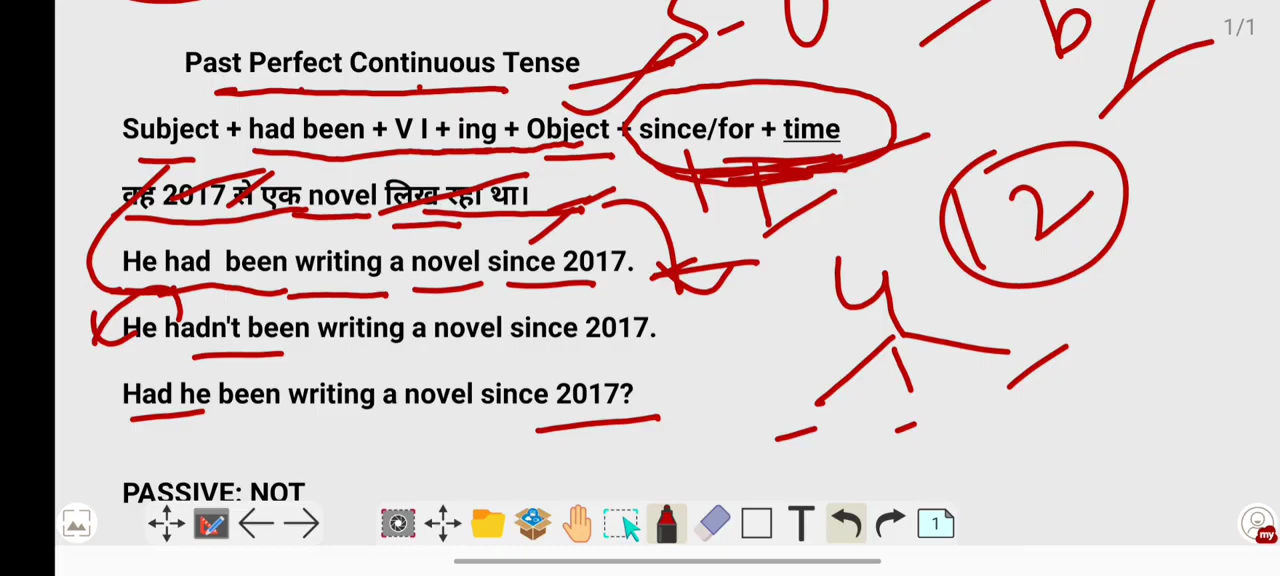 1/1
Past Perfect Continuous Tense
Subject + had been + V I + ing + Object + since/for + time
वह 2017 से एक novel लिख रहा था।
2
He had been writing a novel since 2017.
He hadn't been writing a novel since 2017.
Had he been writing a novel since 2017?
PASSIVE: NOT
1
my